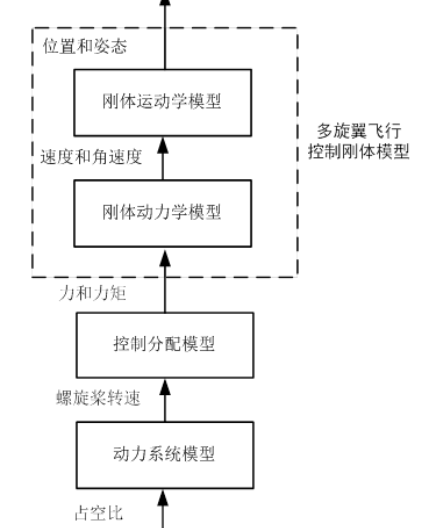 位置和姿态
刚体运动学模型
多旋翼飞行
控制刚体模型
速度和角速度
刚体动力学模型
力和力矩
控制分配模型
螺旋桨转速
动力系统模型
占空比